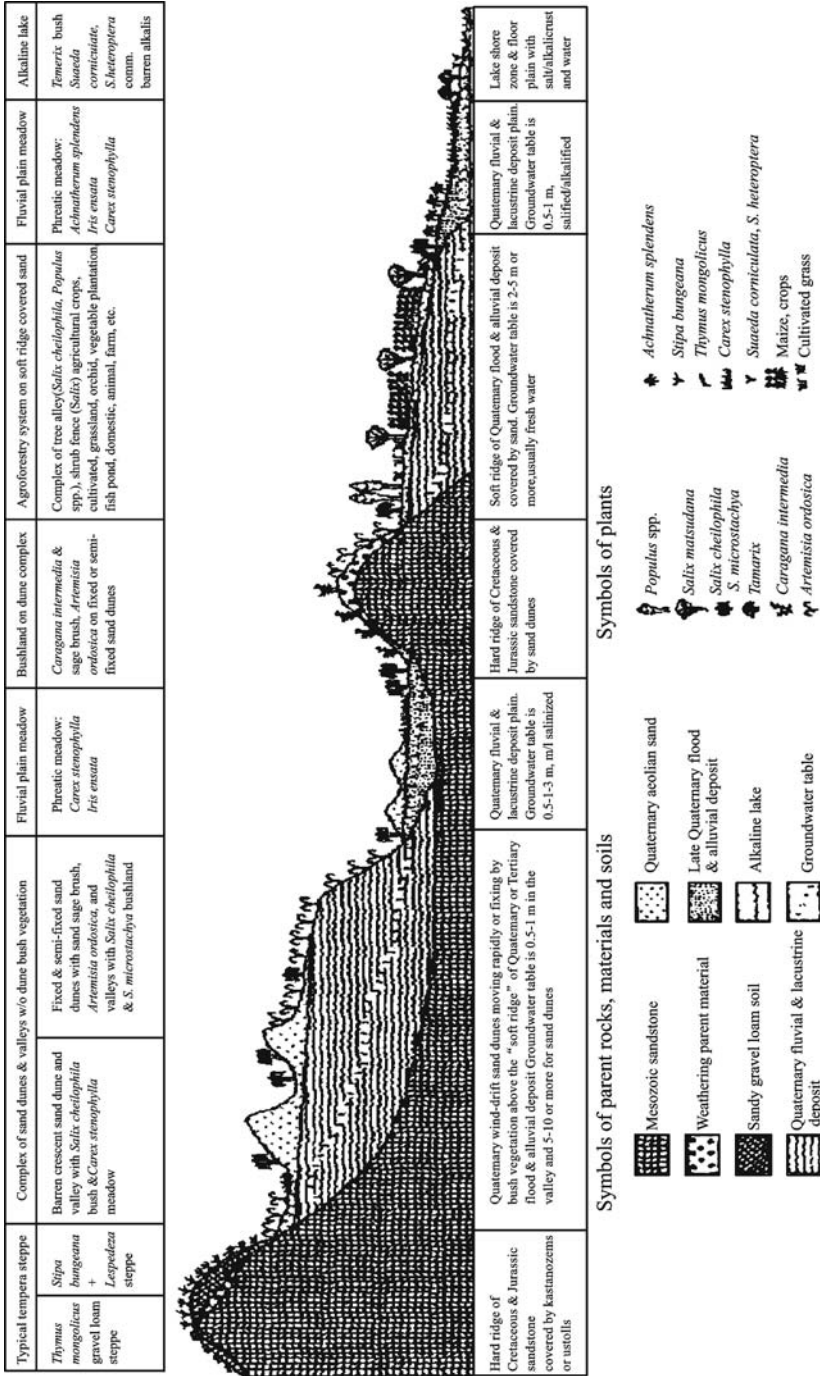 Typical tempera steppe
Complex of sand dunes & valleys w/o dune bush vegetation
Fluvial plain meadow
Bushland on dune complex
Agroforestry system on soft ridge covered sand
Fluvial plain meadow
Alkaline lake
Thymus
mongolicus
gravel loam
steppe
Stipa
bungeana
+
Lespedeza
steppe
Barren crescent sand dune and
valley with Salix cheilophila
bush &Carex stenophylla
meadow
Fixed & semi-fixed sand
dunes with sand sage brush,
Artemisia ordosica, and
valleys with Salix cheilophila
& S. microstachya bushland
Phreatic meadow:
Carex stenophylla
Iris ensata
Caragana intermedia &
sage brush, Artemisia
ordosica on fixed or semi-
fixed sand dunes
Complex of tree alley(Salix cheilophila, Populus
spp.), shrub fence (Salix) agricultural crops,
cultivated, grassland, orchid, vegetable plantation,
fish pond, domestic, animal, farm, etc.
Phreatic meadow:
Achnatherum splendens
Iris ensata
Carex stenophylla
Temerix bush
Suaeda
cornicuiate,
S.heteroptera
comm.
barren alkalis
Hard ridge of
Cretaceous & Jurassic
sandstone
covered by kastanozems
or ustolls
Quaternary wind-drift sand dunes moving rapidly or fixing by
bush vegetation above the “soft ridge” of Quaternary or Tertiary
flood & alluvial deposit Groundwater table is 0.5-1 m in the
valley and 5-10 or more for sand dunes
Quaternary fluvial &
lacustrine deposit plain.
Groundwater table is
0.5-1-3 m, m/l salinized
Hard ridge of Cretaceous &
Jurassic sandstone covered
by sand dunes
Soft ridge of Quaternary flood & alluvial deposit
covered by sand. Groundwater table is 2-5 m or
more,usually fresh water
Quaternary fluvial &
lacustrine deposit plain.
Groundwater table is
0.5-1 m,
salified/alkalified
Lake shore
zone & floor
plain with
salt/alkalicrust
and water
Symbols of parent rocks, materials and soils
Mesozoic sandstone
Weathering parent material
Sandy gravel loam soil
Quaternary fluvial & lacustrine
deposit
Quaternary aeolian sand
Late Quaternary flood
& alluvial deposit
Alkaline lake
Groundwater table
Symbols of plants
Populus spp.
Salix matsudana
Salix cheilophila
S. microstachya
Tamarix
Caragana intermedia
Artemisia ordosica
Achnatherum splendens
Stipa bungeana
Thymus mongolicus
Carex stenophylla
Suaeda corniculata, S. heteroptera
Maize, crops
Cultivated grass